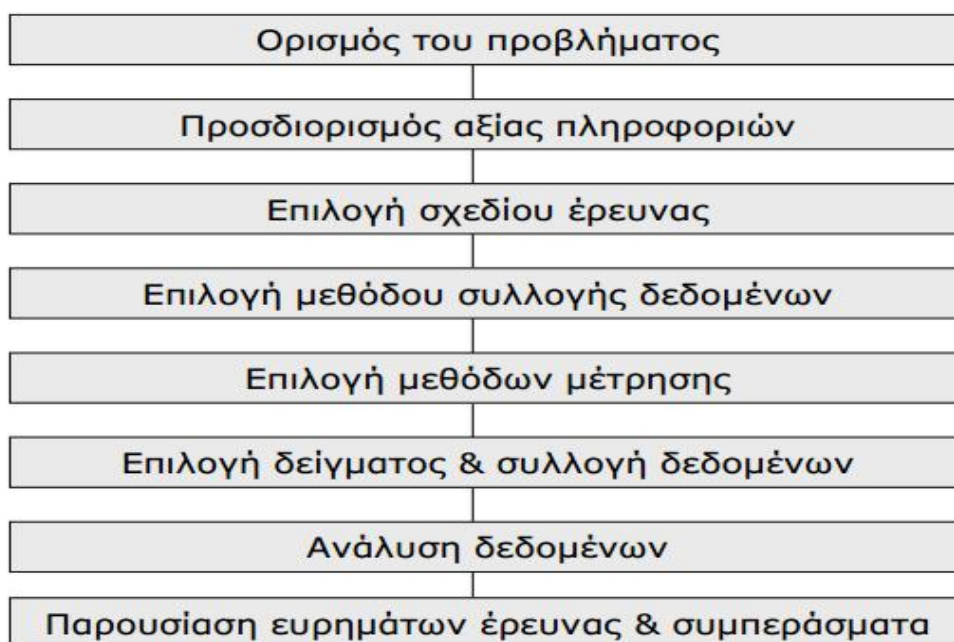 Ορισμός του προβλήματος
Προσδιορισμός αξίας πληροφοριών
Επιλογή σχεδίου έρευνας
Επιλογή μεθόδου συλλογής δεδομένων
Επιλογή μεθόδων μέτρησης
Επιλογή δείγματος & συλλογή δεδομένων
Ανάλυση δεδομένων
Παρουσίαση ευρημάτων έρευνας & συμπεράσματα